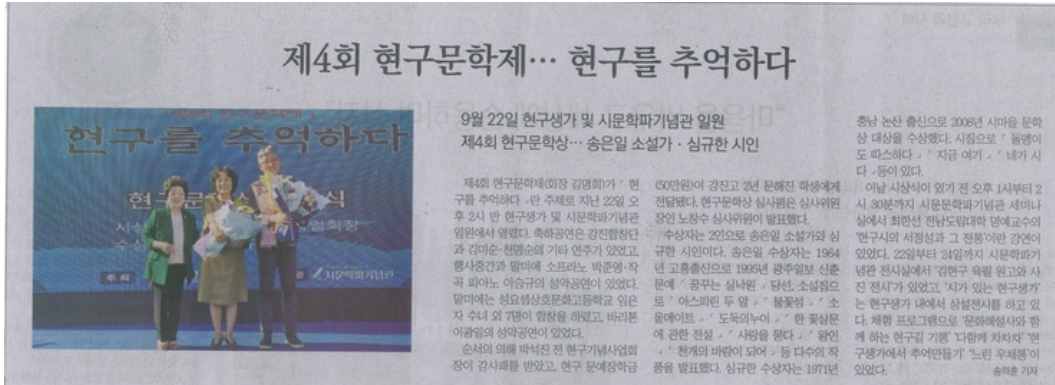 제4회 현구문학제… 현구를 추억하다
현구를 추억하다
주최
시문학파기념관
9월 22일 현구생가 및 시문학파기념관 일원
제4회 현구문학상… 송은일 소설가 · 심규한 시인
제4회 현구문학제(회장 김명희)가 「현
구를 추억하다」란 주제로 지난 22일 오
후 2시 반 현구생가 및 시문학파기념관
일원에서 열렸다. 축하공연은 강진합창단
과 김미순·천명순의 기타 연주가 있었고,
행사중간과 말미에 소프라노 박준영·작
곡 피아노 이승규의 성악공연이 있었다.
말미에는 성요셉상호문화고등학교 임은
자 수녀 외 7명이 합창을 하였고, 바리톤
이광일의 성악공연이 있었다.
순서의 의해 박석진 전 현구기념사업회
장이 감사패를 받았고, 현구 문예장학금
(50만원)이 강진고 2년 문해진 학생에게
전달됐다. 현구문학상 심사평은 심사위원
장인 노창수 심사위원이 발표했다.
수상자는 2인으로 송은일 소설가와 심
규한 시인이다. 송은일 수상자는 1964
년 고흥출신으로 1995년 광주일보 신춘
문예 「꿈꾸는 실낙원」 당선, 소설집으
로 「아스피린 두 알」「불꽃섬」「소
울메이트」「도둑의누이」「한 꽃살문
에 관한 전설」「사랑을 묻다」「왕인
」「천개의 바람이 되어」등 다수의 작
품을 발표했다. 심규한 수상자는 1971년
충남 논산 출신으로 2008년 시마을 문학
상 대상을 수상했다. 시집으로 「돌멩이
도 따스하다」「지금 여기」「네가 시
다」등이 있다.
이날 시상식이 있기 전 오후 1시부터 2
시 30분까지 시문문학파기념관 세미나
실에서 최한선 전남도립대학 명예교수의
'현구시의 서정성과 그 전통'이란 강연이
있었다. 22일부터 24일까지 시문학파기
념관 전시실에서 '김현구 육필 원고와 사
진 전시'가 있었고, '시가 있는 현구생가'
는 현구생가 내에서 상설전시를 하고 있
다. 체험 프로그램으로 '문화해설사와 함
께 하는 현구길 기행' '다함께 차차차' '현
구생가에서 추억만들기' '느린 우체통'이
있었다.
송하훈 기자